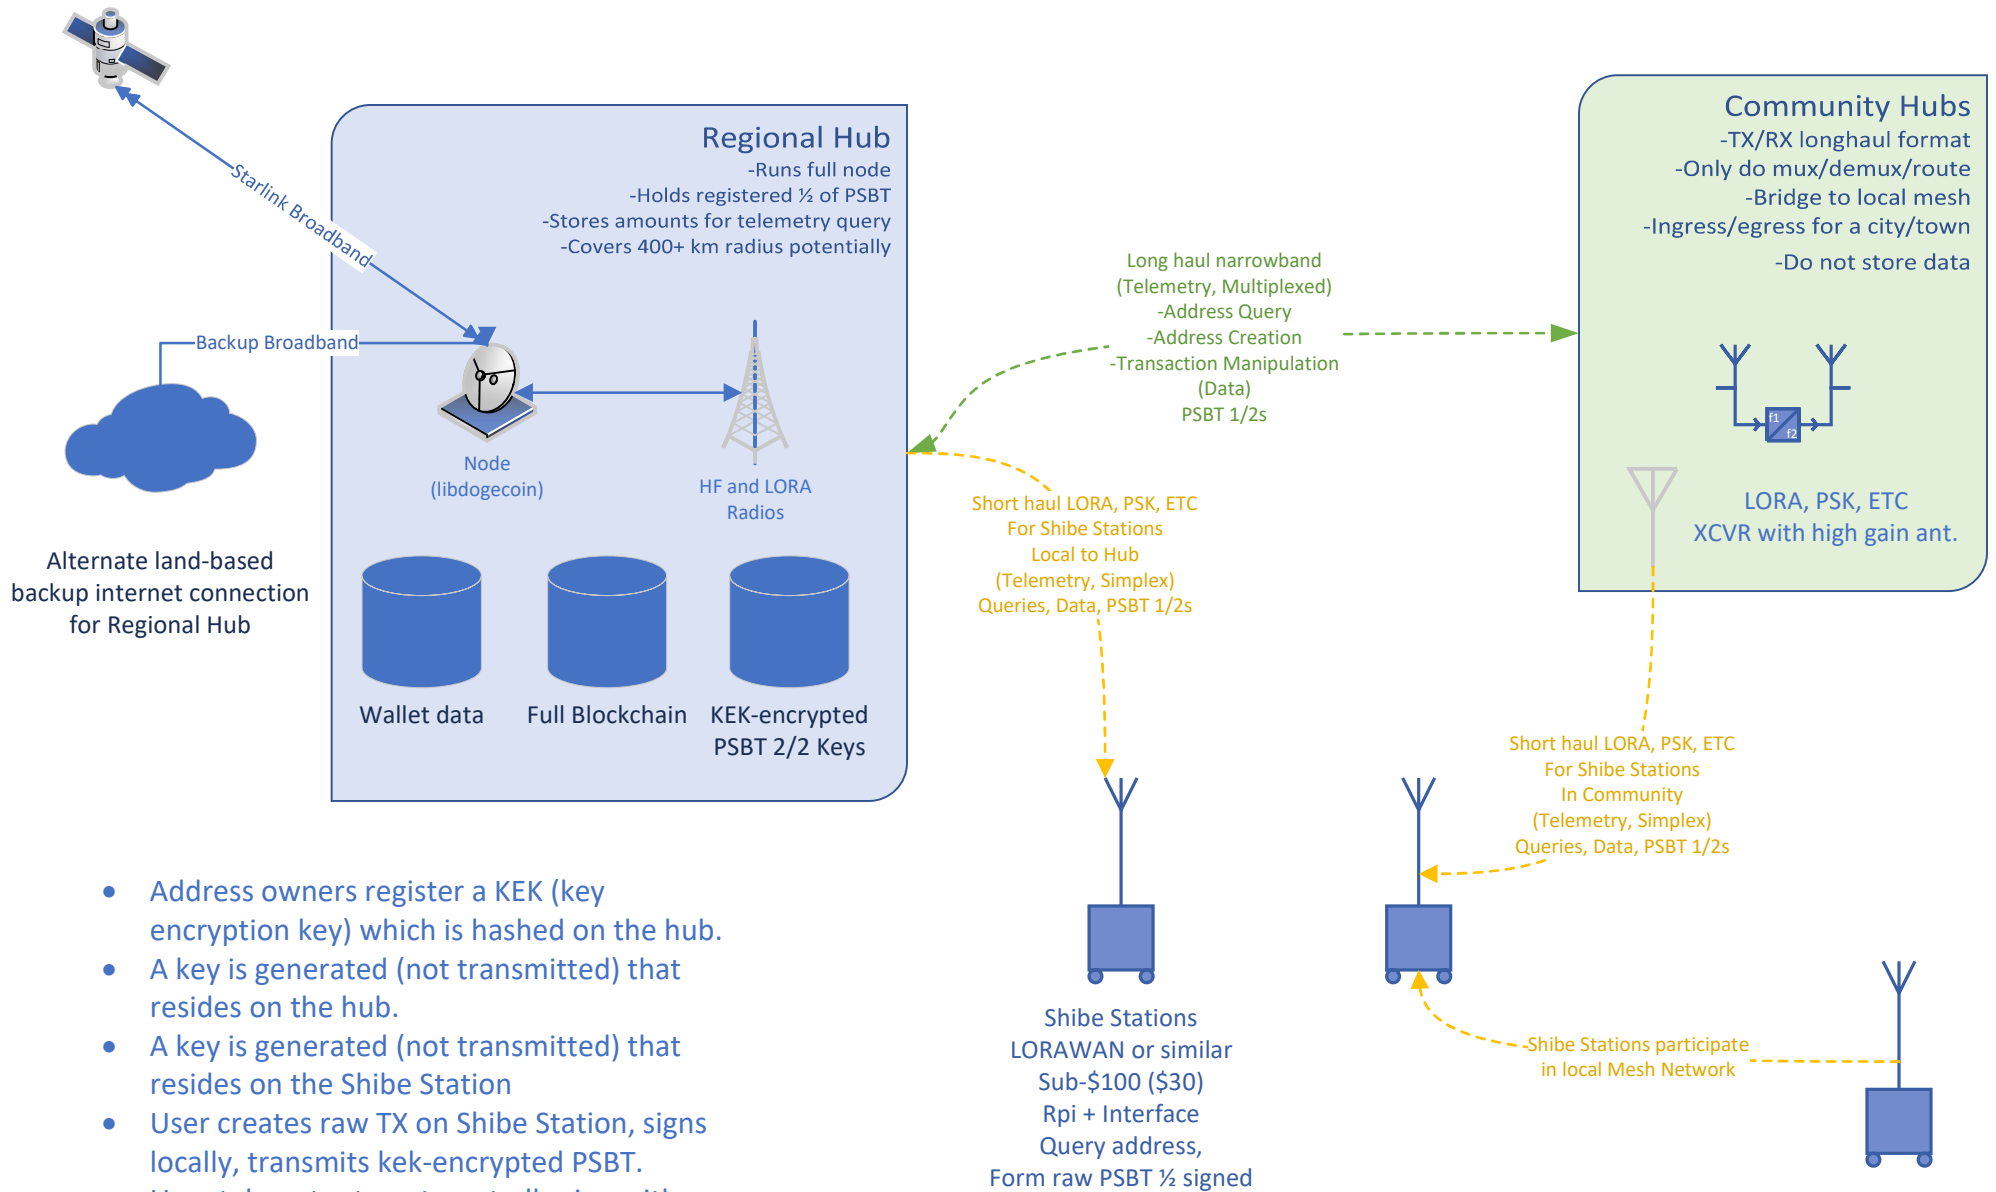 Starlink Broadband
Backup Broadband
Alternate land-based
backup internet connection
for Regional Hub
Regional Hub
-Runs full node
-Holds registered ½ of PSBT
-Stores amounts for telemetry query
-Covers 400+ km radius potentially
Node
(libdogecoin)
HF and LORA
Radios
Wallet data
Full Blockchain
KEK-encrypted
PSBT 2/2 Keys
Long haul narrowband
(Telemetry, Multiplexed)
-Address Query
-Address Creation
-Transaction Manipulation
(Data)
PSBT 1/2s
Short haul LORA, PSK, ETC
For Shibe Stations
Local to Hub
(Telemetry, Simplex)
Queries, Data, PSBT 1/2s
Community Hubs
-TX/RX longhaul format
-Only do mux/demux/route
-Bridge to local mesh
-Ingress/egress for a city/town
-Do not store data
f1
f2
LORA, PSK, ETC
XCVR with high gain ant.
Short haul LORA, PSK, ETC
For Shibe Stations
In Community
(Telemetry, Simplex)
Queries, Data, PSBT 1/2s
Shibe Stations participate
in local Mesh Network
Shibe Stations
LORAWAN or similar
Sub-$100 ($30)
Rpi + Interface
Query address,
Form raw PSBT ½ signed
• Address owners register a KEK (key
encryption key) which is hashed on the hub.
• A key is generated (not transmitted) that
resides on the hub.
• A key is generated (not transmitted) that
resides on the Shibe Station
• User creates raw TX on Shibe Station, signs
locally, transmits kek-encrypted PSBT.